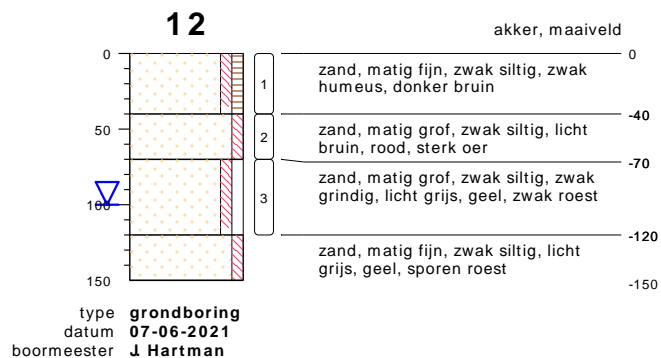 12
akker, maaiveld
0
0
1
zand, matig fijn, zwak siltig, zwak
humeus, donker bruin
-40
50
2
zand, matig grof, zwak siltig, licht
bruin, rood, sterk oer
-70
3
zand, matig grof, zwak siltig, zwak
grindig, licht grijs, geel, zwak roest
100
-120
zand, matig fijn, zwak siltig, licht
grijs, geel, sporen roest
150
-150
type grondboring
datum 07-06-2021
boormeester J. Hartman